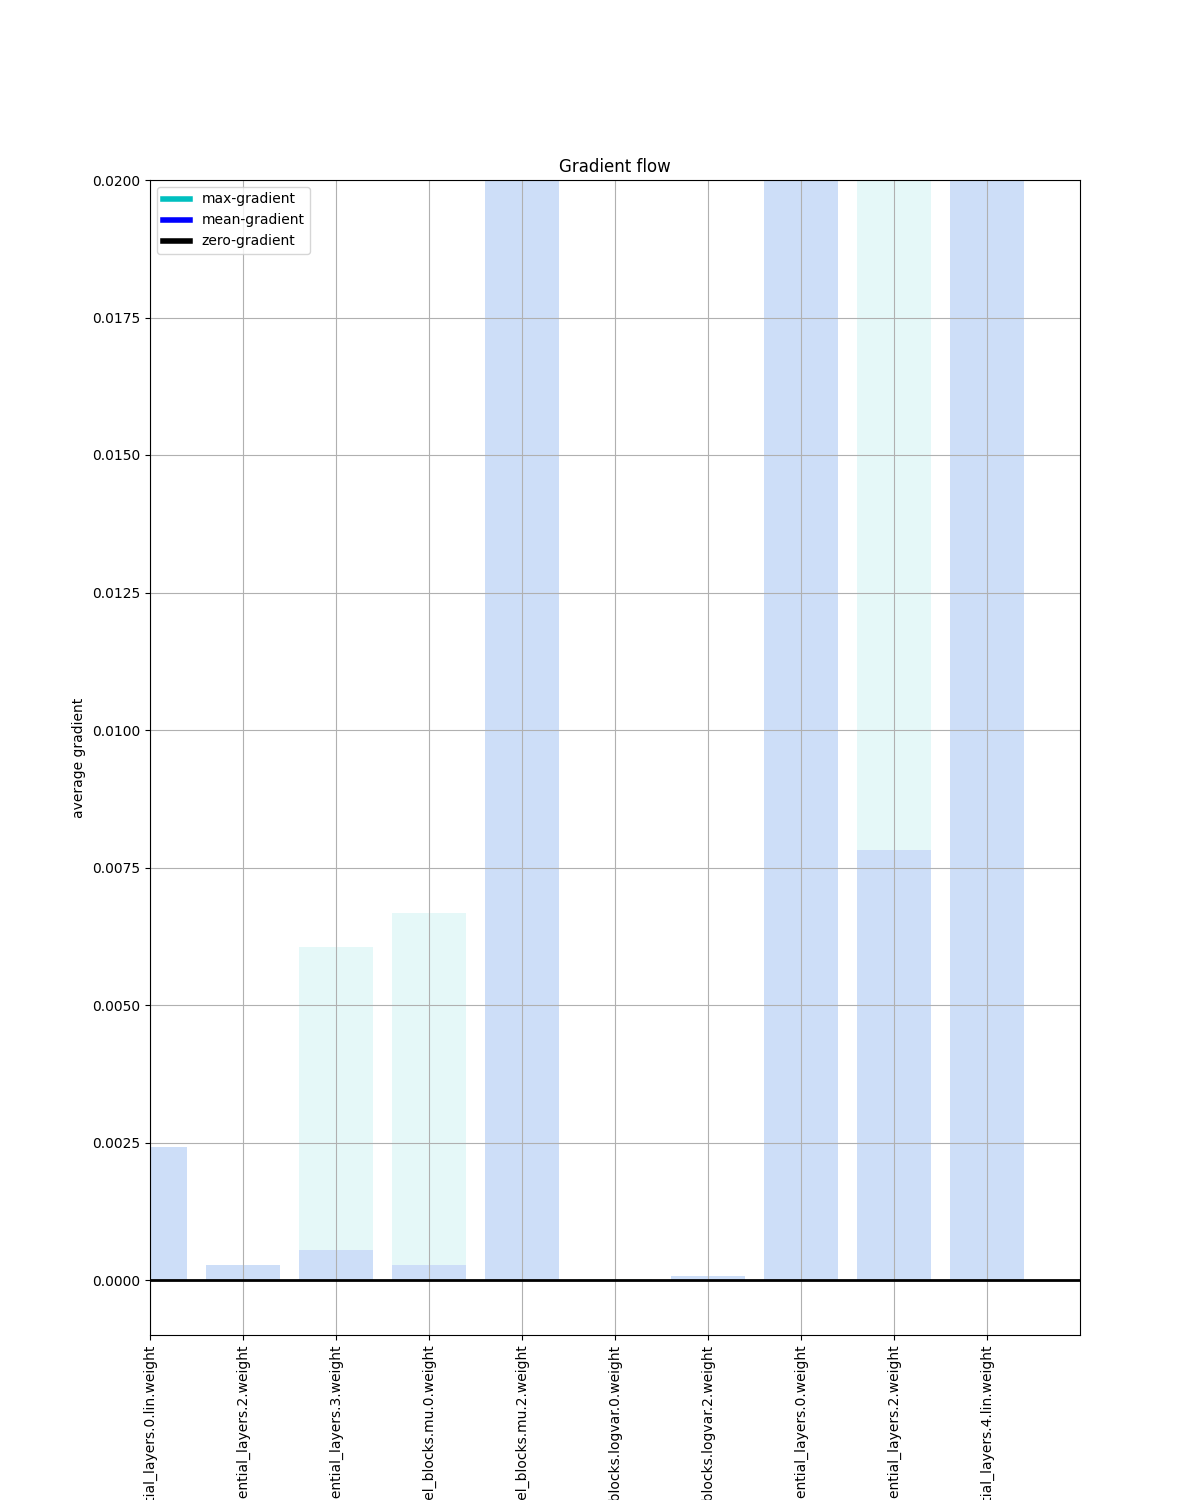 Gradient flow
max-gradient
mean-gradient
zero-gradient
0.0200
0.0175
0.0150
0.0125
0.0100
0.0075
0.0050
0.0025
0.0000
average gradient
tial_layers.0.lin.weight
ential_layers.2.weight
ential_layers.3.weight
el_blocks.mu.0.weight
el_blocks.mu.2.weight
blocks.logvar.0.weight
blocks.logvar.2.weight
ential_layers.0.weight
ential_layers.2.weight
tial_layers.4.lin.weight